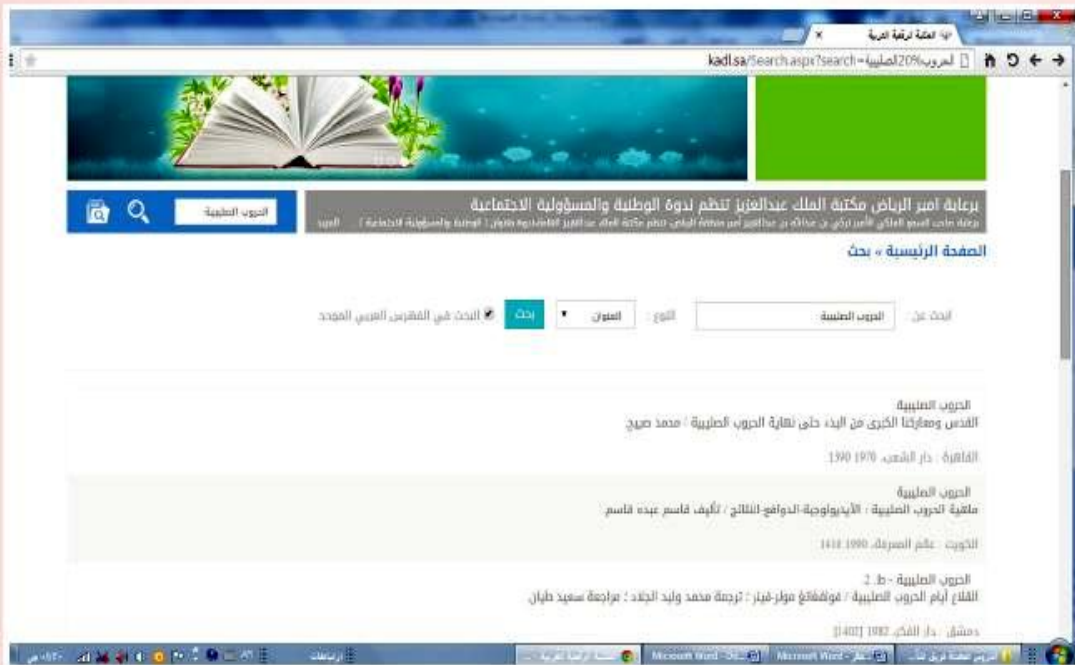 المكتبة الرقمية العربية
kadl.sa/Search.aspx?search=الحروب%20الصليبية
برعاية امير الرياض مكتبة الملك عبدالعزيز تنظم ندوة الوطنية والمسؤولية الاجتماعية
المزيد
الحروب الصليبية
الصفحة الرئيسية » بحث
ابحث عن : الحروب الصليبية النوع : العنوان بحث البحث في الفهرس العربي الموحد
الحروب الصليبية
القدس ومعاركنا الكبرى من البدء حتى نهاية الحروب الصليبية / محمد صبيح.
القاهرة : دار الشعب، 1970 1390
الحروب الصليبية
ماهية الحروب الصليبية : الأيديولوجية-الدوافع-النتائج / تأليف قاسم عبده قاسم.
الكويت : عالم المعرفة، 1990 1410
الحروب الصليبية - ط. 2
القلاع أيام الحروب الصليبية / فولفغانغ مولر-فينر ؛ ترجمة محمد وليد الجلاد ؛ مراجعة سعيد طيان.
دمشق : دار الفكر، 1982 [1402]
ارتباطات
Microsoft Word
Microsoft Word